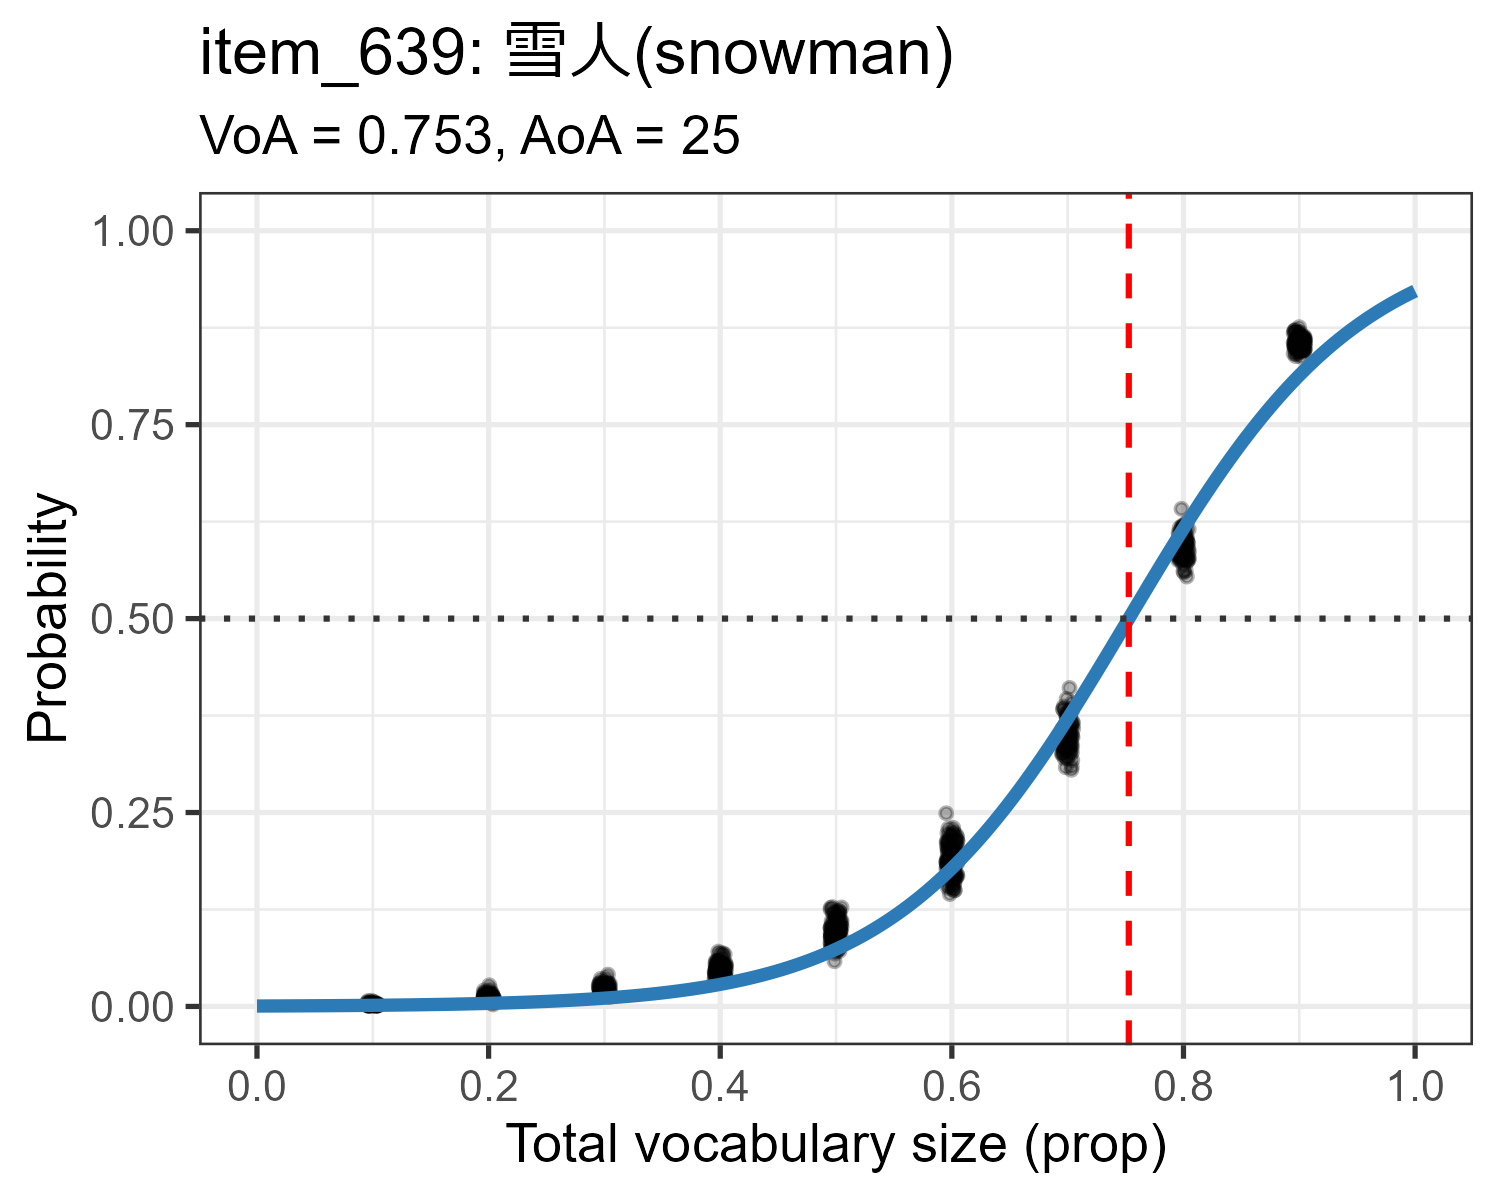 item_639: 雪人(snowman)
VoA = 0.753, AoA = 25
1.00
0.75
0.50
0.25
0.00
Probability
0.0 0.2 0.4 0.6 0.8 1.0
Total vocabulary size (prop)